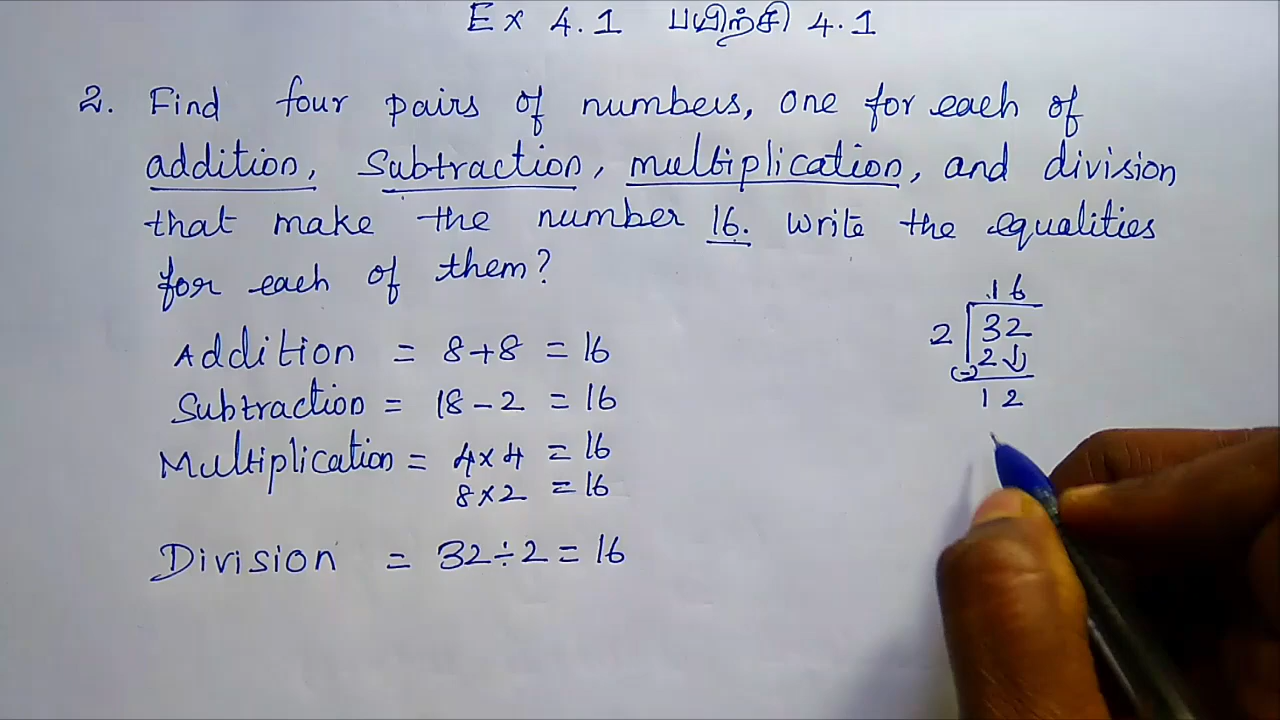 Ex 4.1 பயிற்சி 4.1
2. Find four pairs of numbers, one for each of
addition, Subtraction, multiplication, and division
that make the number 16. Write the equalities
for each of them?
Addition = 8+8 = 16
Subtraction = 18-2 = 16
Multiplication = 4×4 = 16
8×2 = 16
Division = 32÷2 = 16
16
2 32
(-) 2↓
12